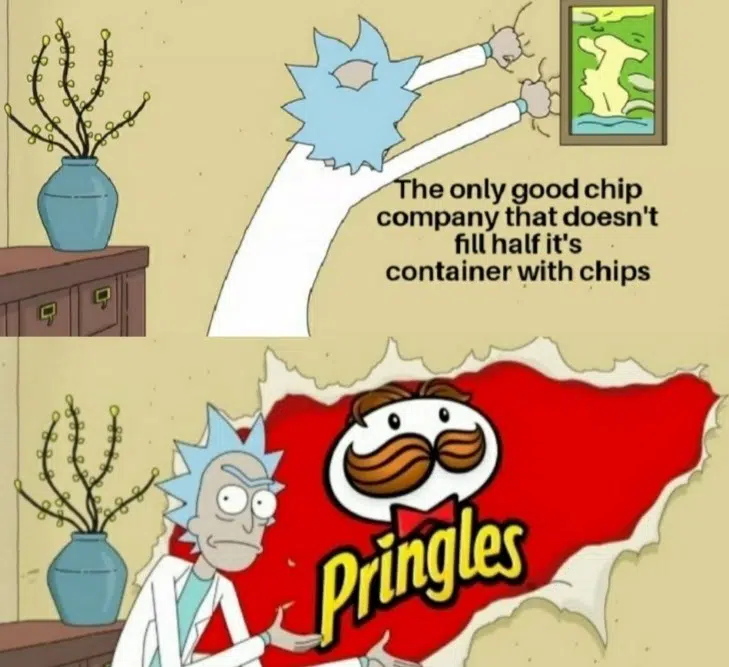 The only good chip
company that doesn't
fill half it's
container with chips
Pringles